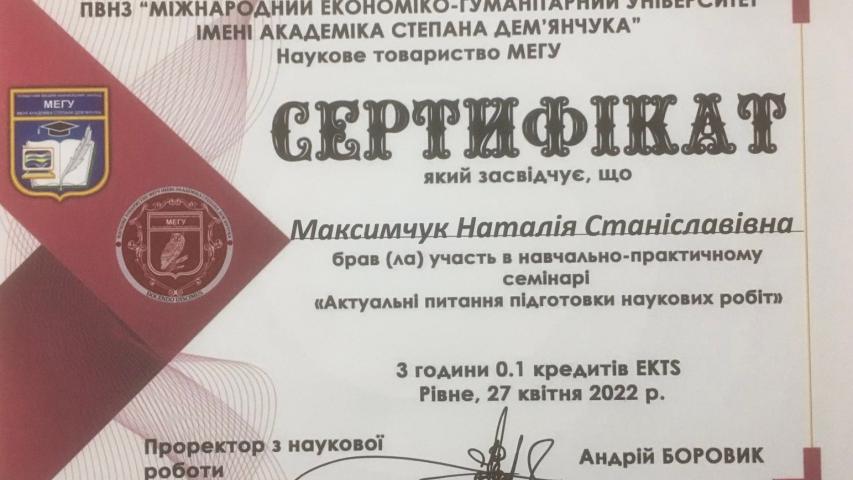 ПВНЗ “МІЖНАРОДНИЙ ЕКОНОМІКО-ГУМАНІТАРНИЙ УНІВЕРСИТЕТ
ІМЕНІ АКАДЕМІКА СТЕПАНА ДЕМ’ЯНЧУКА”
Наукове товариство МЕГУ
МЕГУ
СЕРТИФІКАТ
який засвідчує, що
МЕГУ
Максимчук Наталія Станіславівна
брав (ла) участь в навчально-практичному
семінарі
«Актуальні питання підготовки наукових робіт»
3 години 0.1 кредитів EKTS
Рівне, 27 квітня 2022 р.
Проректор з наукової
роботи
Андрій БОРОВИК